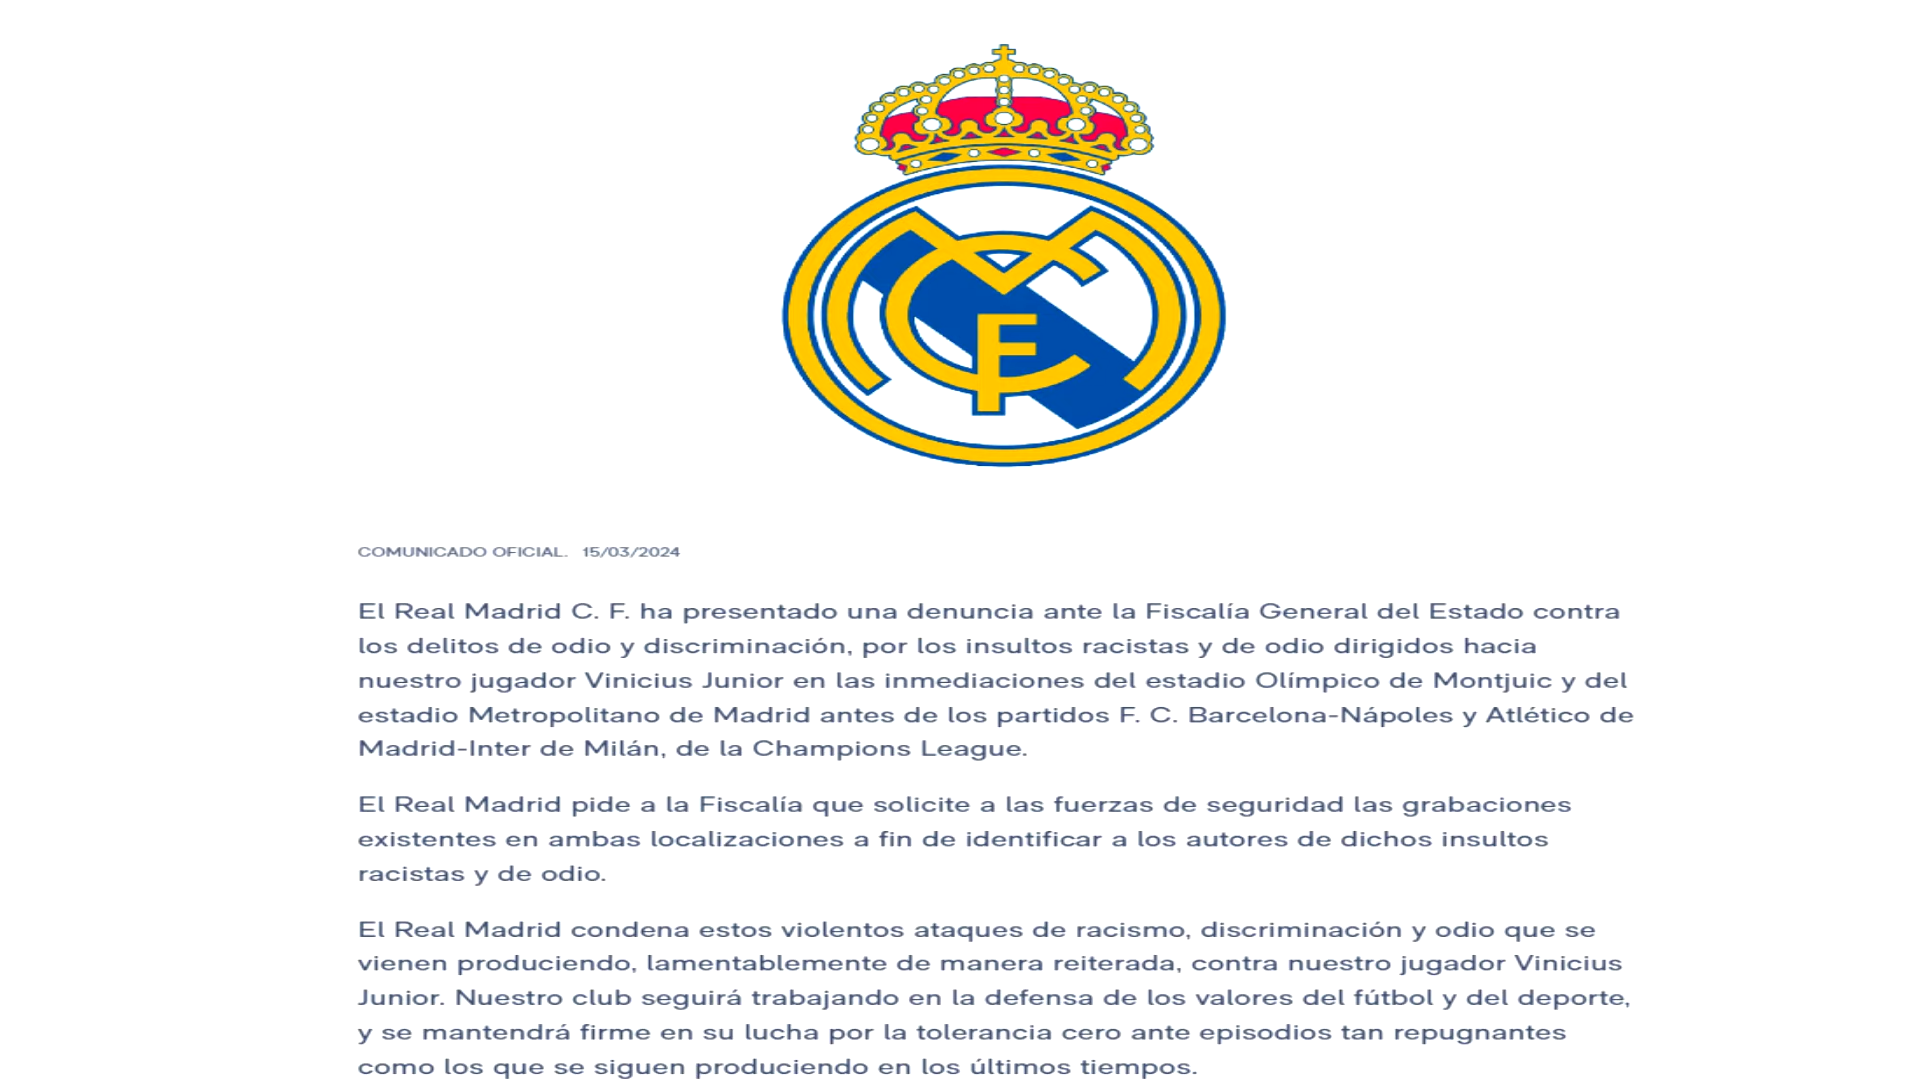 F
COMUNICADO OFICIAL. 15/03/2024
El Real Madrid C. F. ha presentado una denuncia ante la Fiscalía General del Estado contra
los delitos de odio y discriminación, por los insultos racistas y de odio dirigidos hacia
nuestro jugador Vinicius Junior en las inmediaciones del estadio Olímpico de Montjuic y del
estadio Metropolitano de Madrid antes de los partidos F. C. Barcelona-Nápoles y Atlético de
Madrid-Inter de Milán, de la Champions League.
El Real Madrid pide a la Fiscalía que solicite a las fuerzas de seguridad las grabaciones
existentes en ambas localizaciones a fin de identificar a los autores de dichos insultos
racistas y de odio.
El Real Madrid condena estos violentos ataques de racismo, discriminación y odio que se
vienen produciendo, lamentablemente de manera reiterada, contra nuestro jugador Vinicius
Junior. Nuestro club seguirá trabajando en la defensa de los valores del fútbol y del deporte,
y se mantendrá firme en su lucha por la tolerancia cero ante episodios tan repugnantes
como los que se siguen produciendo en los últimos tiempos.